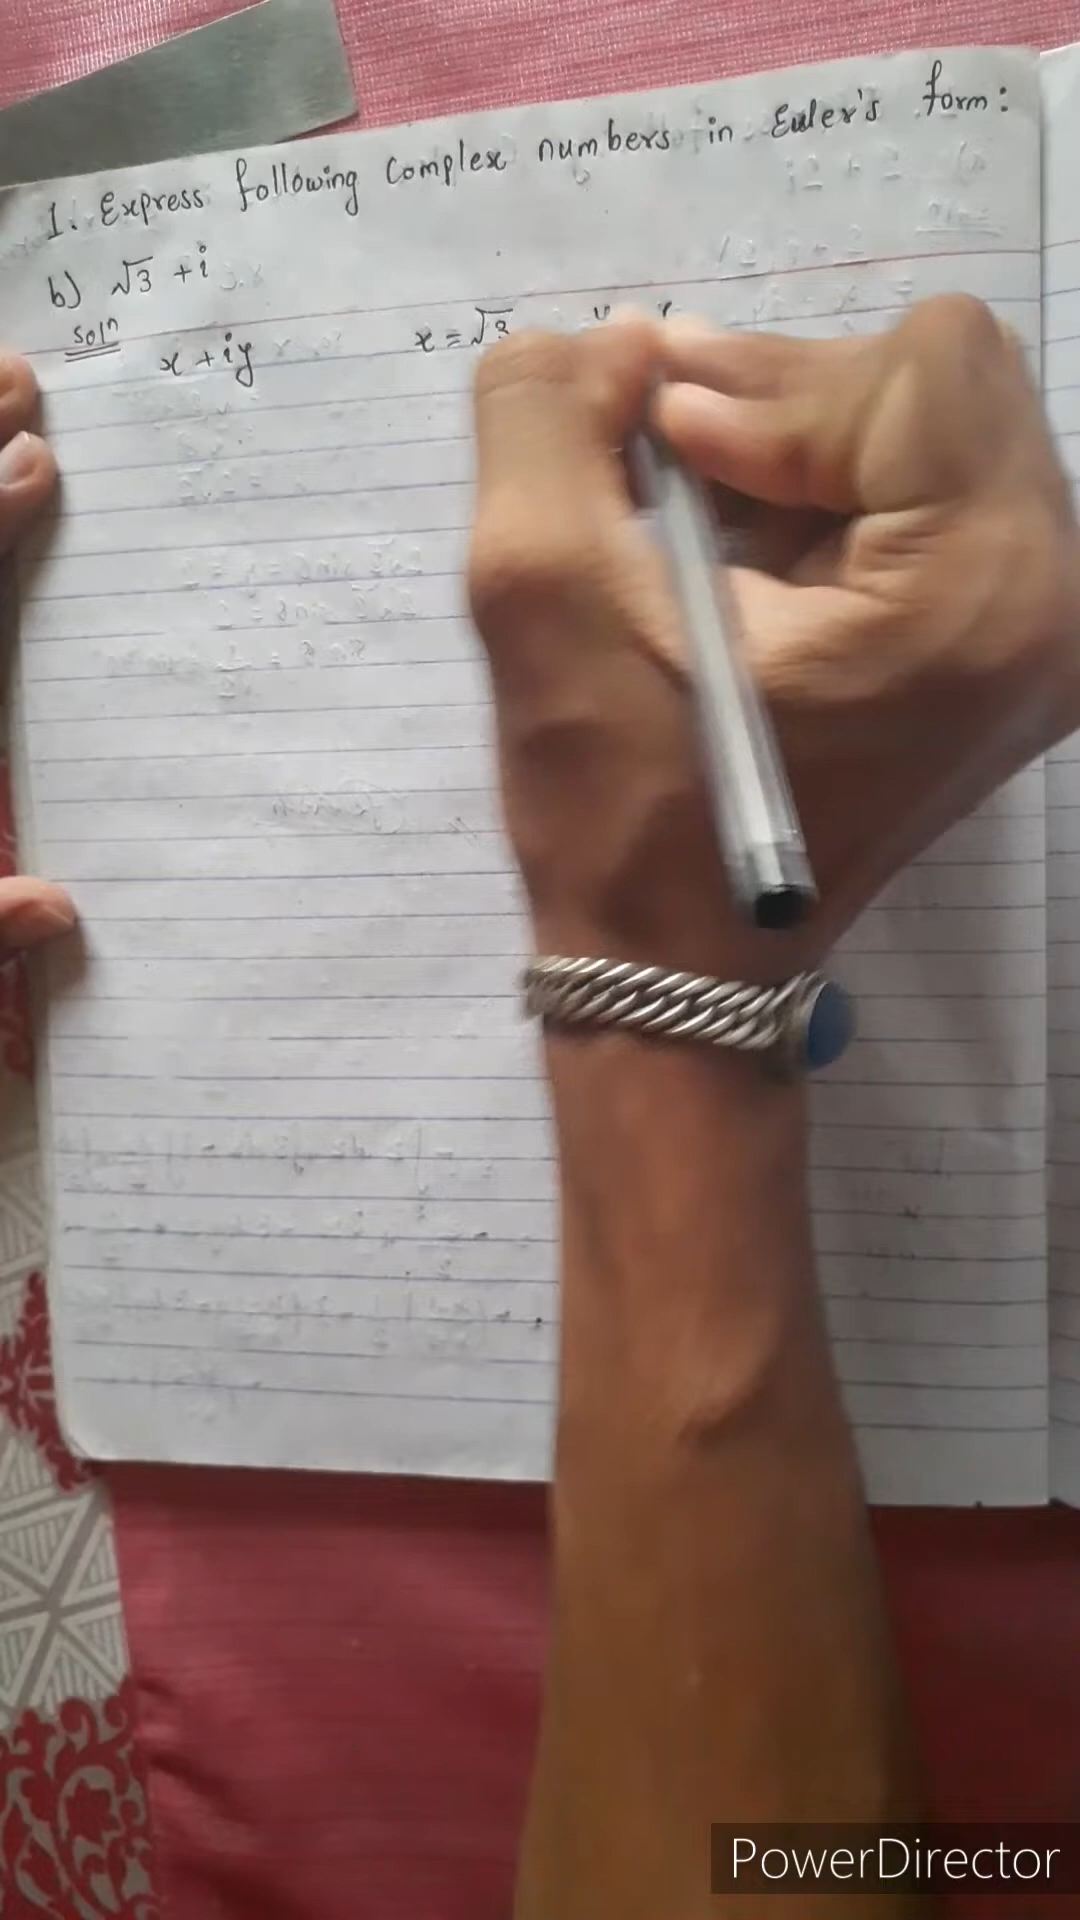 1. Express following Complex numbers in Euler's form:
b) √3 + i
soln
x + iy x = √3
PowerDirector